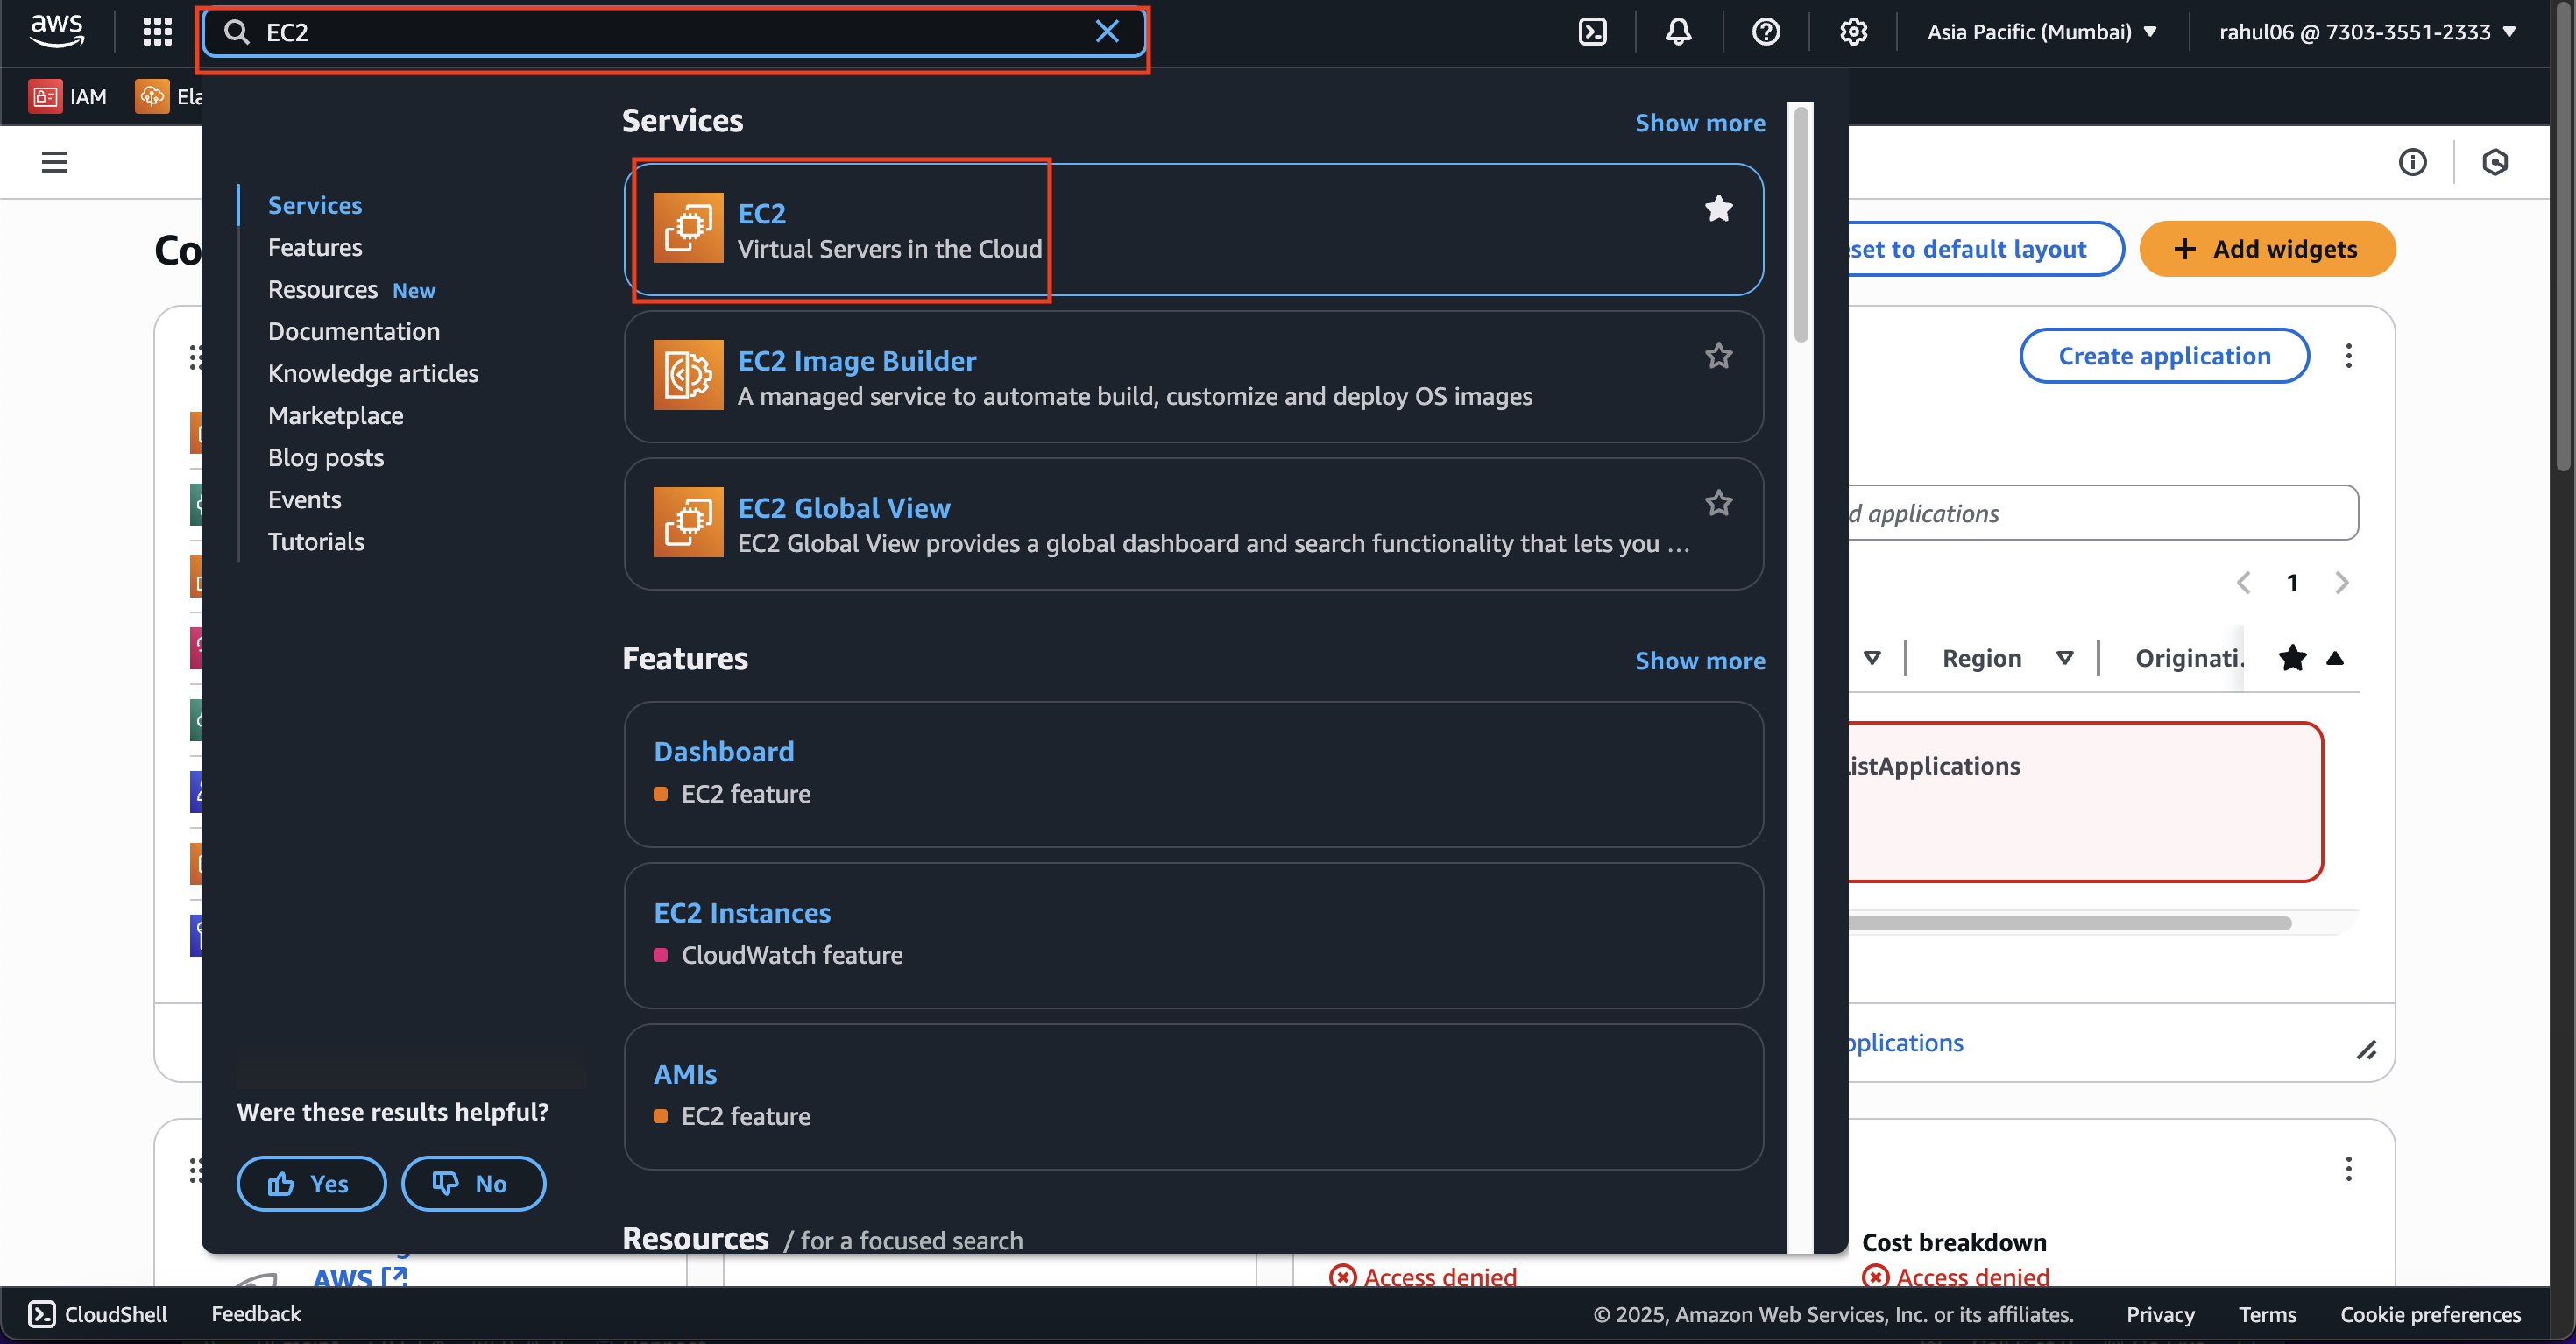 aws
EC2
Asia Pacific (Mumbai)
rahul06 @ 7303-3551-2333
IAM
Services
Show more
Services
Features
Resources New
Documentation
Knowledge articles
Marketplace
Blog posts
Events
Tutorials
EC2
Virtual Servers in the Cloud
EC2 Image Builder
A managed service to automate build, customize and deploy OS images
EC2 Global View
EC2 Global View provides a global dashboard and search functionality that lets you ...
Features
Show more
Dashboard
EC2 feature
EC2 Instances
CloudWatch feature
AMIs
EC2 feature
Were these results helpful?
Yes
No
Resources / for a focused search
to default layout
Add widgets
Create application
applications
1
Region
Originati.
istApplications
pplications
Cost breakdown
AWS
Access denied
Access denied
CloudShell
Feedback
© 2025, Amazon Web Services, Inc. or its affiliates.
Privacy
Terms
Cookie preferences